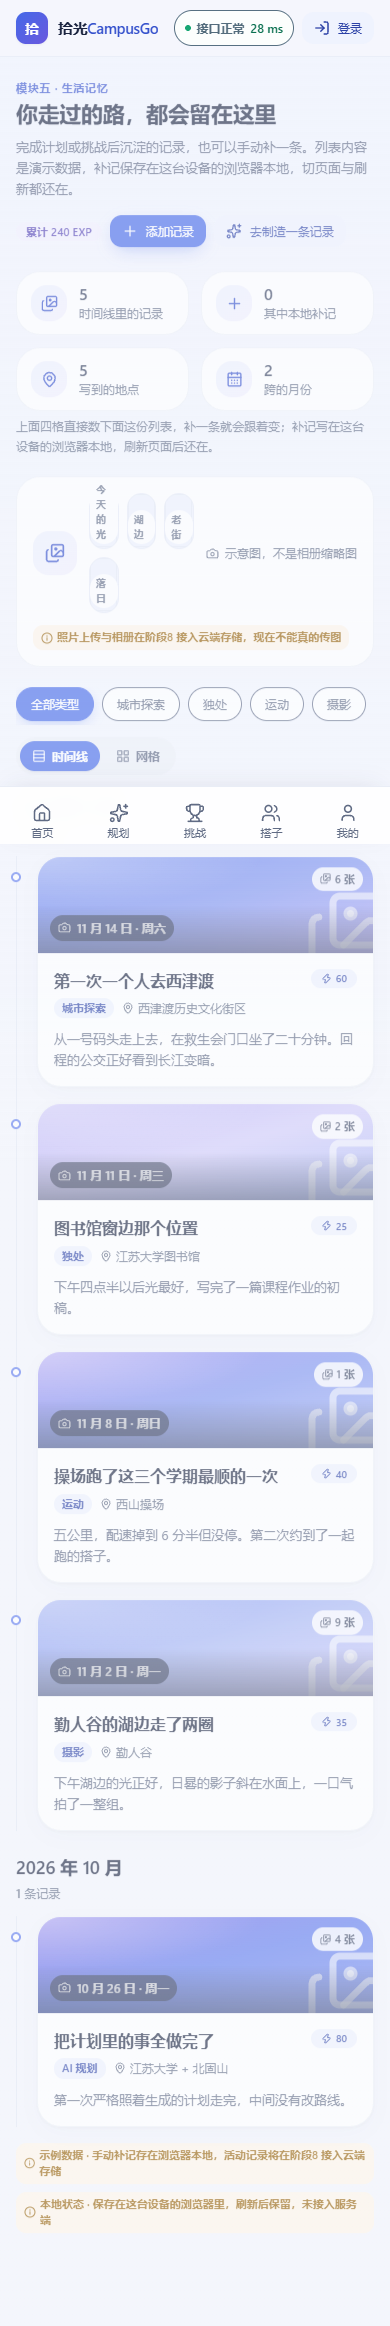 拾 拾光CampusGo 接口正常 28 ms 登录
模块五 · 生活记忆
你走过的路，都会留在这里
完成计划或挑战后沉淀的记录，也可以手动补一条。列表内容
是演示数据，补记保存在这台设备的浏览器本地，切页面与刷
新都还在。
累计 240 EXP 添加记录 去制造一条记录
5
时间线里的记录
0
其中本地补记
5
写到的地点
2
跨的月份
上面四格直接数下面这份列表，补一条就会跟着变；补记写在这台
设备的浏览器本地，刷新页面后还在。
今天的光
湖边
老街
落日
示意图，不是相册缩略图
照片上传与相册在阶段8 接入云端存储，现在不能真的传图
全部类型 城市探索 独处 运动 摄影
时间线 网格
首页 规划 挑战 搭子 我的
6 张
11 月 14 日 · 周六
第一次一个人去西津渡 60
城市探索 西津渡历史文化街区
从一号码头走上去，在救生会门口坐了二十分钟。回
程的公交正好看到长江变暗。
2 张
11 月 11 日 · 周三
图书馆窗边那个位置 25
独处 江苏大学图书馆
下午四点半以后光最好，写完了一篇课程作业的初
稿。
1 张
11 月 8 日 · 周日
操场跑了这三个学期最顺的一次 40
运动 西山操场
五公里，配速掉到 6 分半但没停。第二次约到了一起
跑的搭子。
9 张
11 月 2 日 · 周一
勤人谷的湖边走了两圈 35
摄影 勤人谷
下午湖边的光正好，日晷的影子斜在水面上，一口气
拍了一整组。
2026 年 10 月
1 条记录
4 张
10 月 26 日 · 周一
把计划里的事全做完了 80
AI 规划 江苏大学 + 北固山
第一次严格照着生成的计划走完，中间没有改路线。
示例数据 · 手动补记存在浏览器本地，活动记录将在阶段8 接入云端
存储
本地状态 · 保存在这台设备的浏览器里，刷新后保留，未接入服务
端